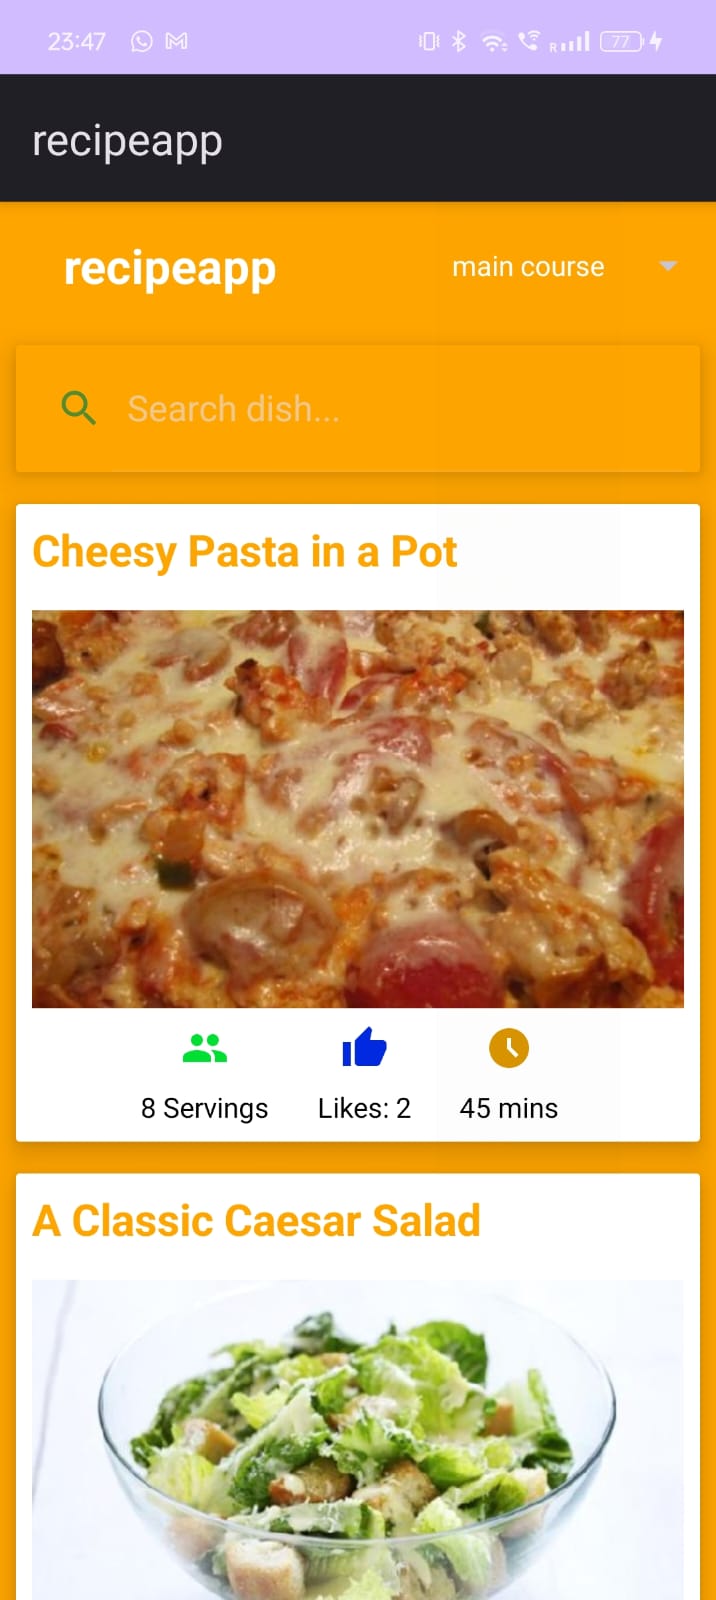 23:47
R 77
recipeapp
recipeapp main course
Search dish...
Cheesy Pasta in a Pot
8 Servings Likes: 2 45 mins
A Classic Caesar Salad